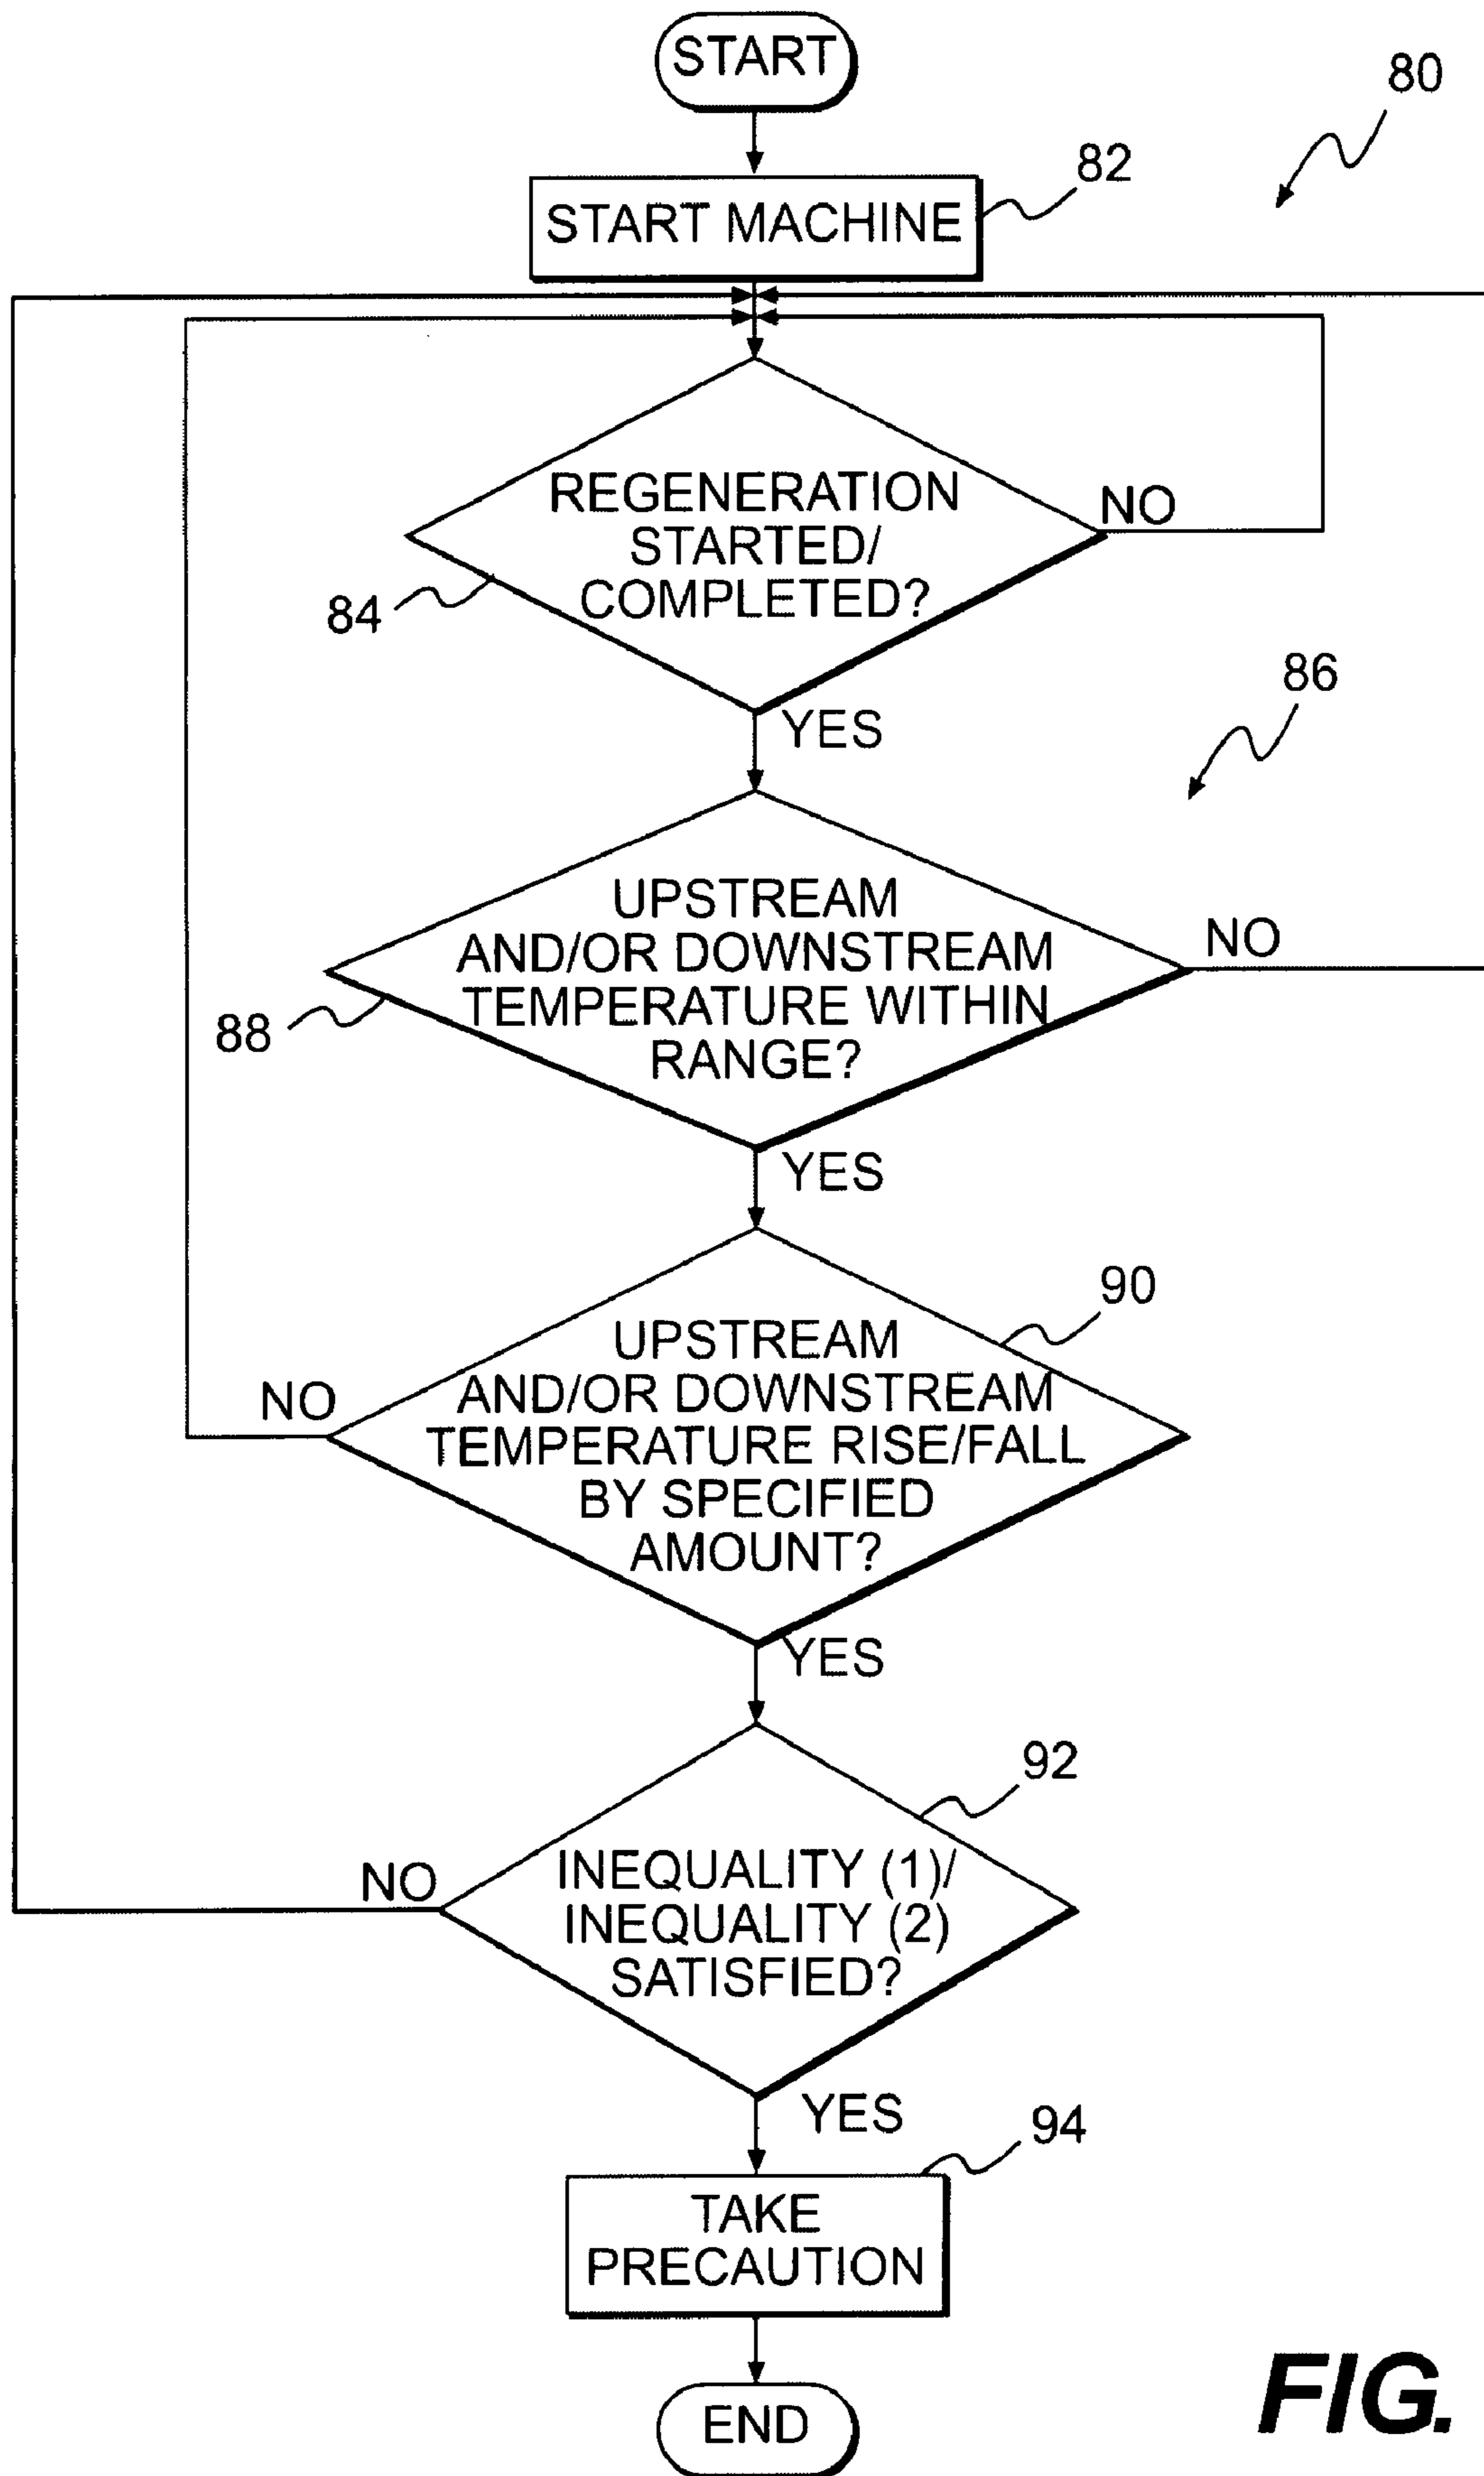 START
80
82
START MACHINE
REGENERATION
STARTED/
COMPLETED?
NO
84
YES
86
UPSTREAM
AND/OR DOWNSTREAM
TEMPERATURE WITHIN
RANGE?
NO
88
YES
90
UPSTREAM
AND/OR DOWNSTREAM
TEMPERATURE RISE/FALL
BY SPECIFIED
AMOUNT?
NO
YES
92
INEQUALITY (1)/
INEQUALITY (2)
SATISFIED?
NO
YES
94
TAKE
PRECAUTION
END
FIG.